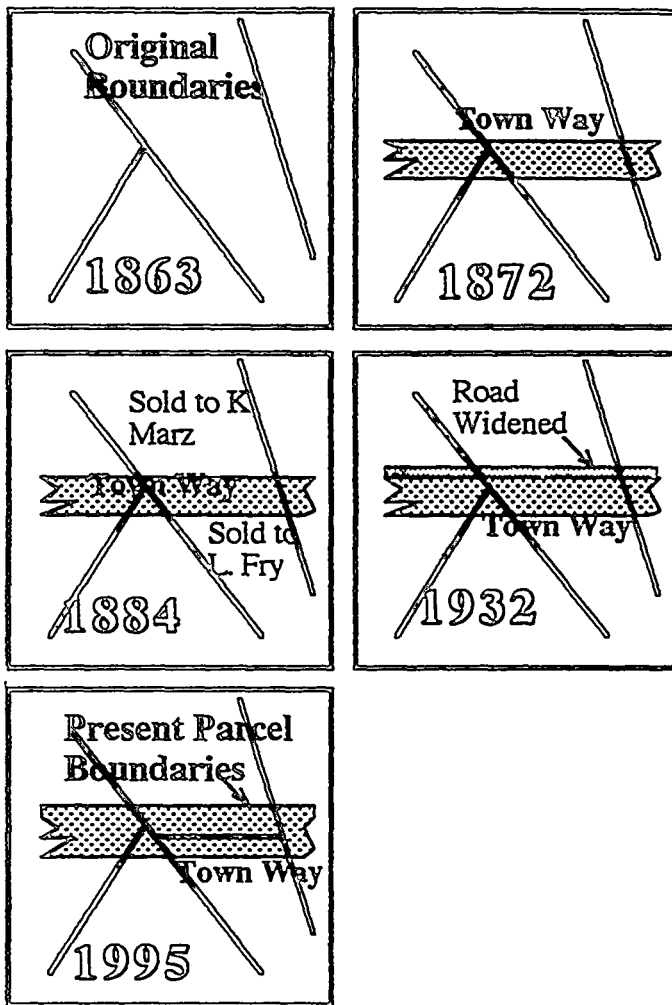 Original
Boundaries
1863
Town Way
1872
Sold to K
Marz
Town Way
Sold to
L. Fry
1884
Road
Widened
Town Way
1932
Present Parcel
Boundaries
Town Way
1995